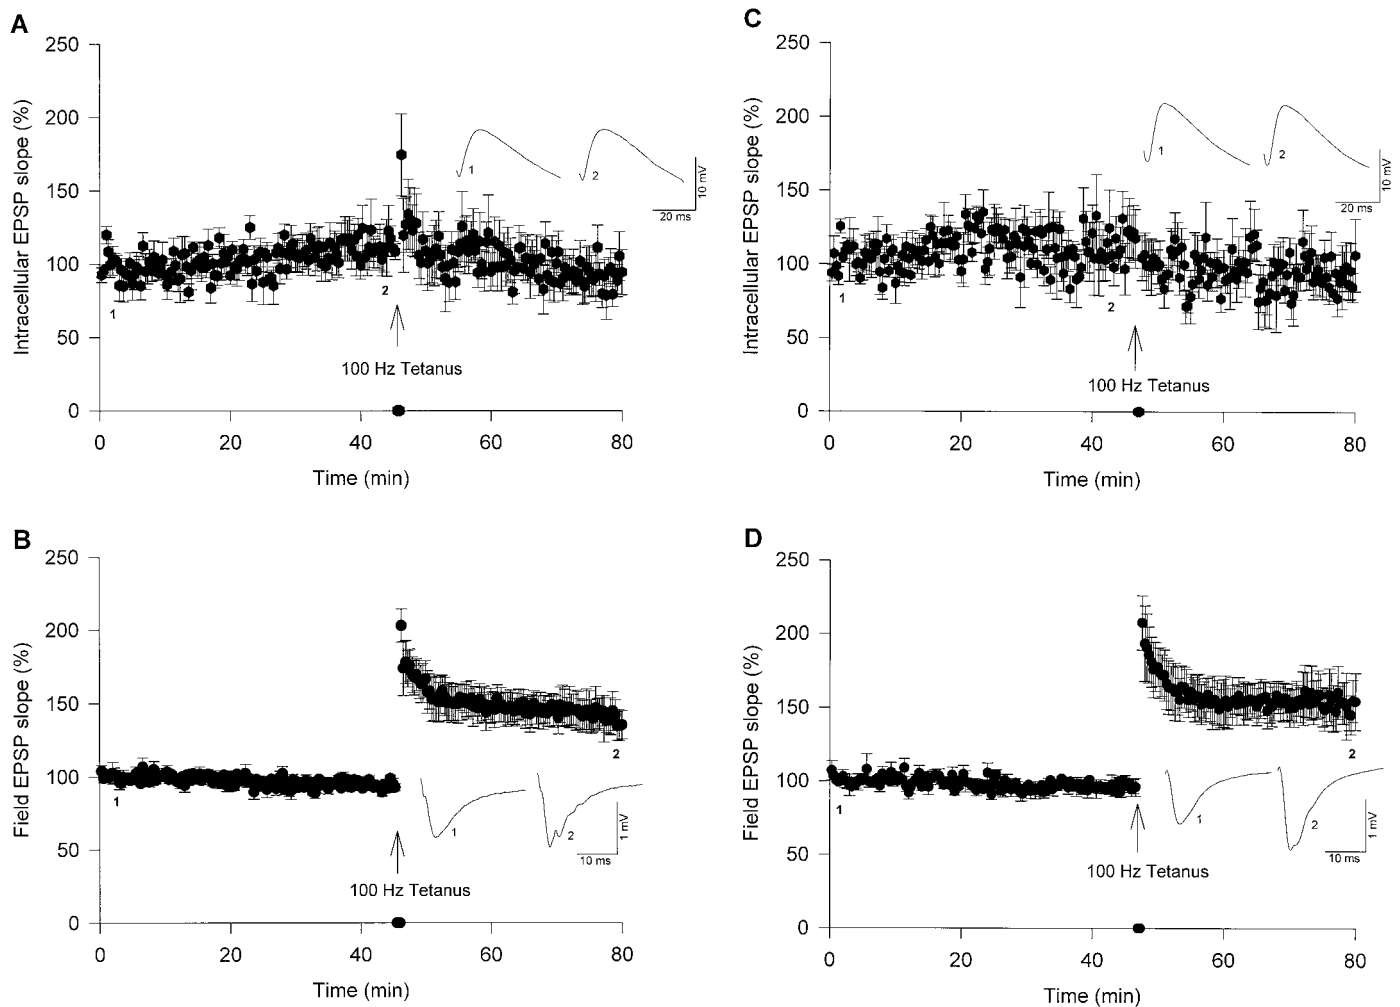 A
Intracellular EPSP slope (%)
250
200
150
100
50
0
1
2
1
2
10 mV
20 ms
100 Hz Tetanus
0 20 40 60 80
Time (min)
C
Intracellular EPSP slope (%)
250
200
150
100
50
0
1
2
1
2
10 mV
20 ms
100 Hz Tetanus
0 20 40 60 80
Time (min)
B
Field EPSP slope (%)
250
200
150
100
50
0
1
2
1
2
1 mV
10 ms
100 Hz Tetanus
0 20 40 60 80
Time (min)
D
Field EPSP slope (%)
250
200
150
100
50
0
1
2
1
2
1 mV
10 ms
100 Hz Tetanus
0 20 40 60 80
Time (min)